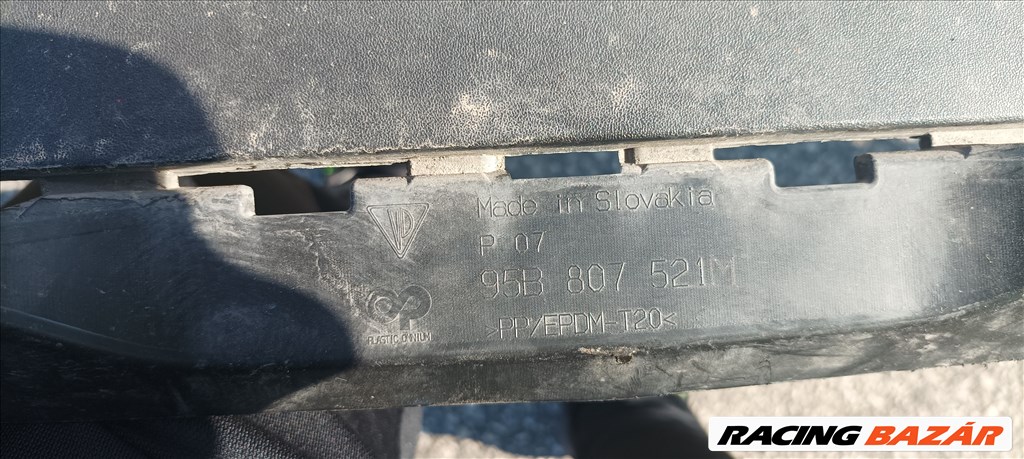 Made in Slovakia
P 07
95B 807 521M
>PP/EPDM-T20<
PLASTIC OMNIUM
RACING BAZÁR